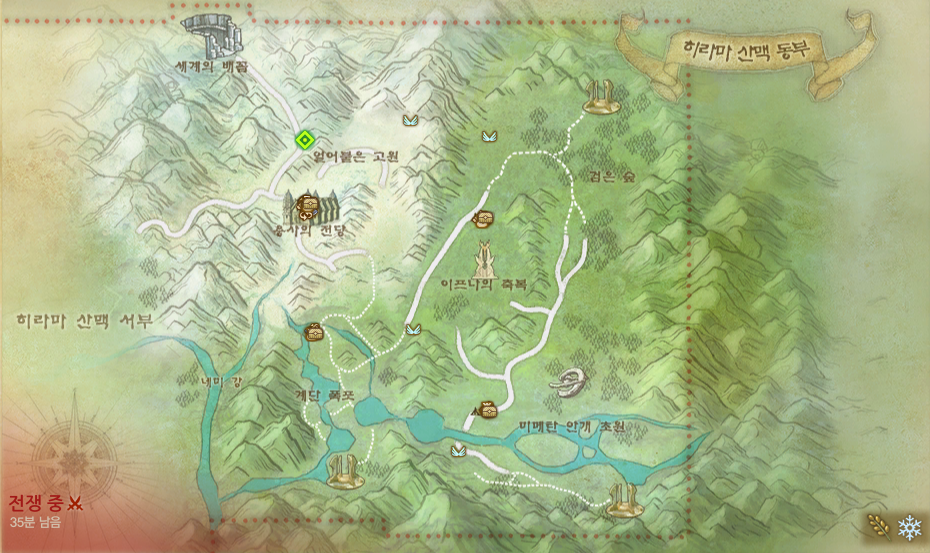 히라마 산맥 동부
세계의 배꼽
얼어붙은 고원
검은 숲
용사의 전당
이프나의 축복
히라마 산맥 서부
네미 강
계단 폭포
미메란 안개 초원
전쟁 중
35분 남음